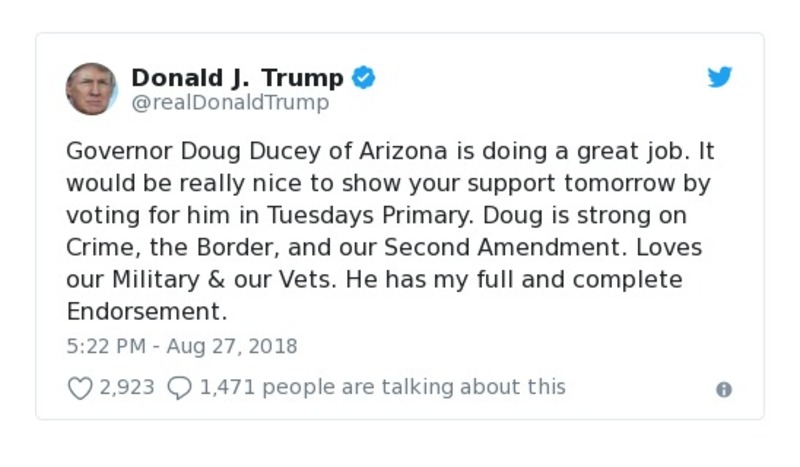 Donald J. Trump
@realDonaldTrump
Governor Doug Ducey of Arizona is doing a great job. It
would be really nice to show your support tomorrow by
voting for him in Tuesdays Primary. Doug is strong on
Crime, the Border, and our Second Amendment. Loves
our Military & our Vets. He has my full and complete
Endorsement.
5:22 PM - Aug 27, 2018
2,923 1,471 people are talking about this